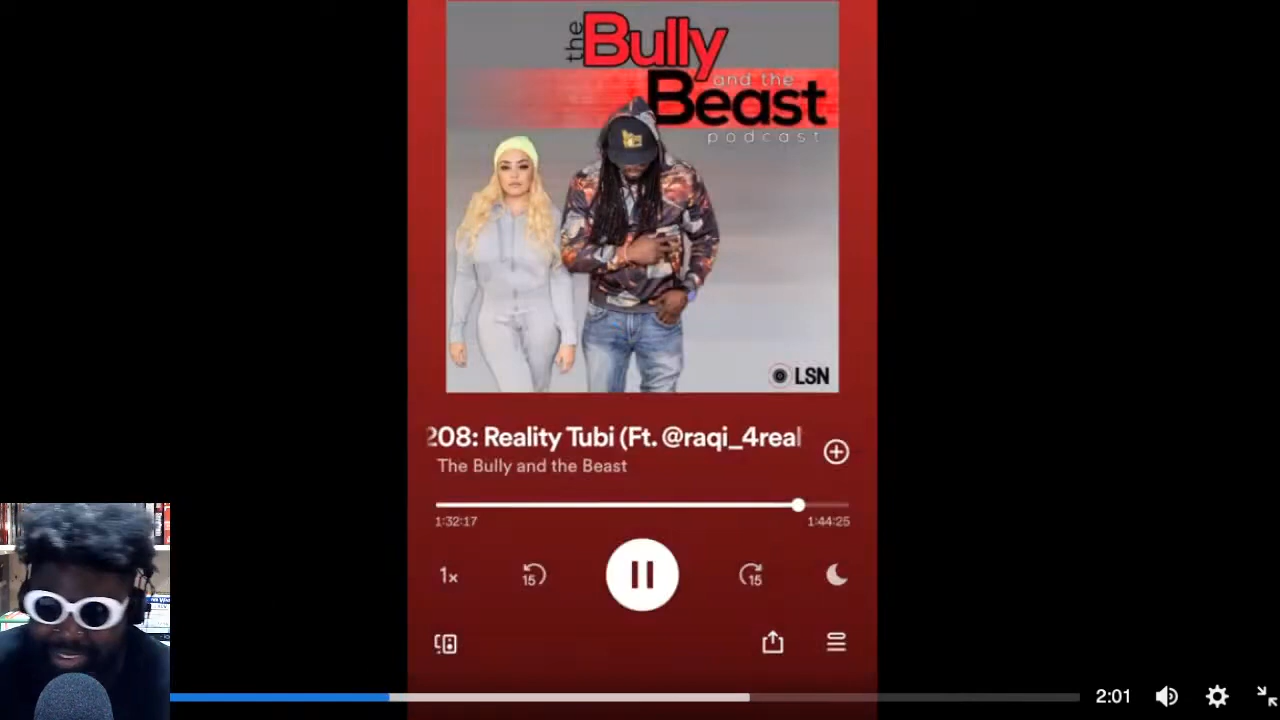 the Bully
and the
Beast
podcast
LSN
208: Reality Tubi (Ft. @raqi_4real
The Bully and the Beast
1:32:17
1:44:25
1x
15
15
2:01